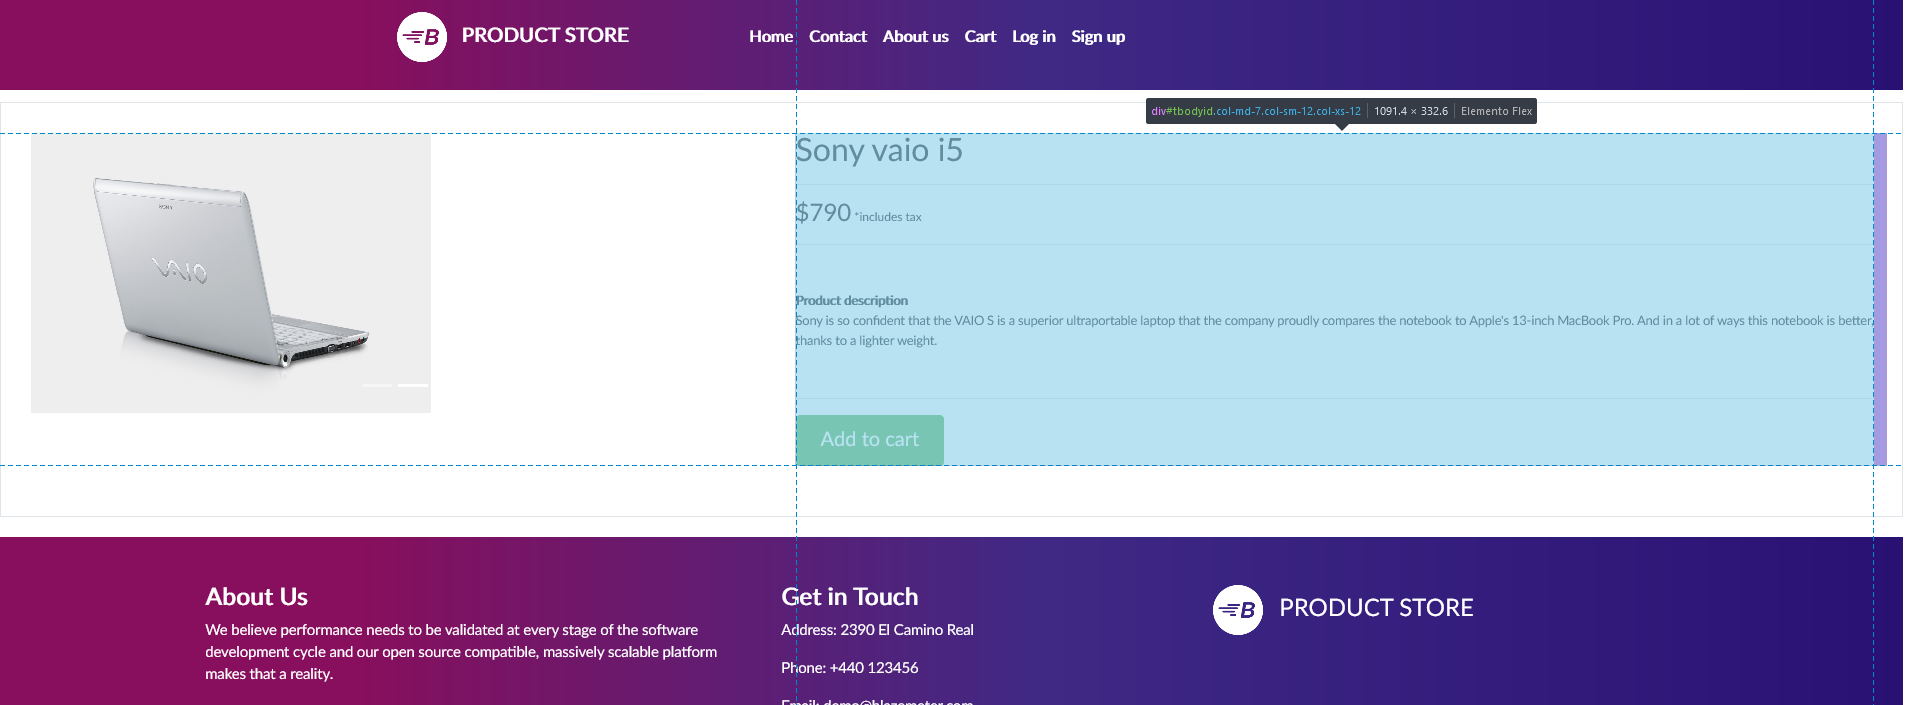 B PRODUCT STORE
Home Contact About us Cart Log in Sign up
div#tbodyid.col-md-7.col-sm-12.col-xs-12 1091.4 × 332.6 Elemento Flex
SONY
VAIO
Sony vaio i5
$790 *includes tax
Product description
Sony is so confident that the VAIO S is a superior ultraportable laptop that the company proudly compares the notebook to Apple's 13-inch MacBook Pro. And in a lot of ways this notebook is better,
thanks to a lighter weight.
Add to cart
About Us
We believe performance needs to be validated at every stage of the software
development cycle and our open source compatible, massively scalable platform
makes that a reality.
Get in Touch
Address: 2390 El Camino Real
Phone: +440 123456
Email: demo@blazemeter.com
B PRODUCT STORE